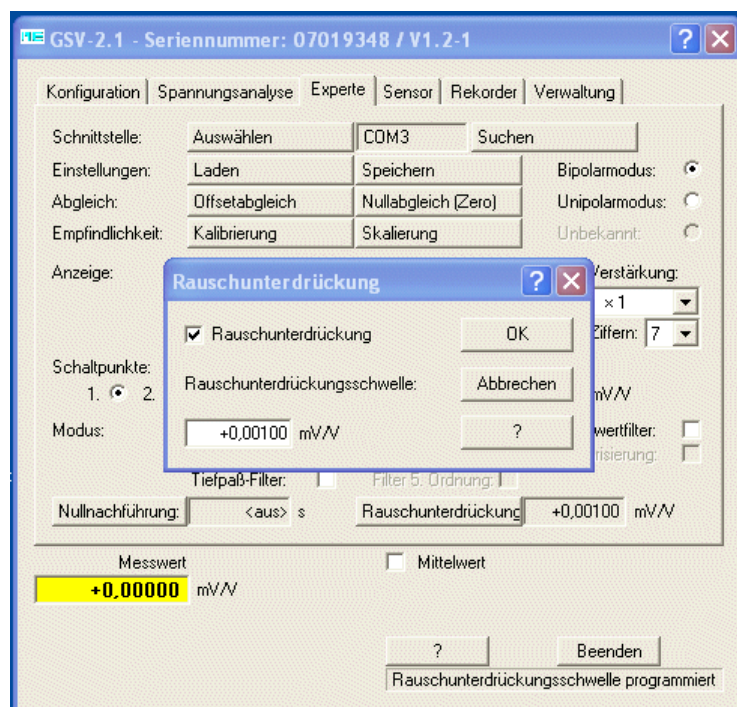 ME GSV-2.1 - Seriennummer: 07019348 / V1.2-1 ? X
Konfiguration Spannungsanalyse Experte Sensor Rekorder Verwaltung
Schnittstelle: Auswählen COM3 Suchen
Einstellungen: Laden Speichern Bipolarmodus:
Abgleich: Offsetabgleich Nullabgleich (Zero) Unipolarmodus:
Empfindlichkeit: Kalibrierung Skalierung Unbekannt:
Anzeige: Verstärkung:
× 1
Ziffern: 7
Rauschunterdrückung ? X
Rauschunterdrückung OK
Rauschunterdrückungsschwelle: Abbrechen
+0,00100 mV/V ?
Schaltpunkte:
1. 2. mV/V
Modus: wertfilter:
risierung:
Tiefpaß-Filter: Filter 5. Ordnung:
Nullnachführung: <aus> s Rauschunterdrückung +0,00100 mV/V
Messwert Mittelwert
+0,00000 mV/V
? Beenden
Rauschunterdrückungsschwelle programmiert